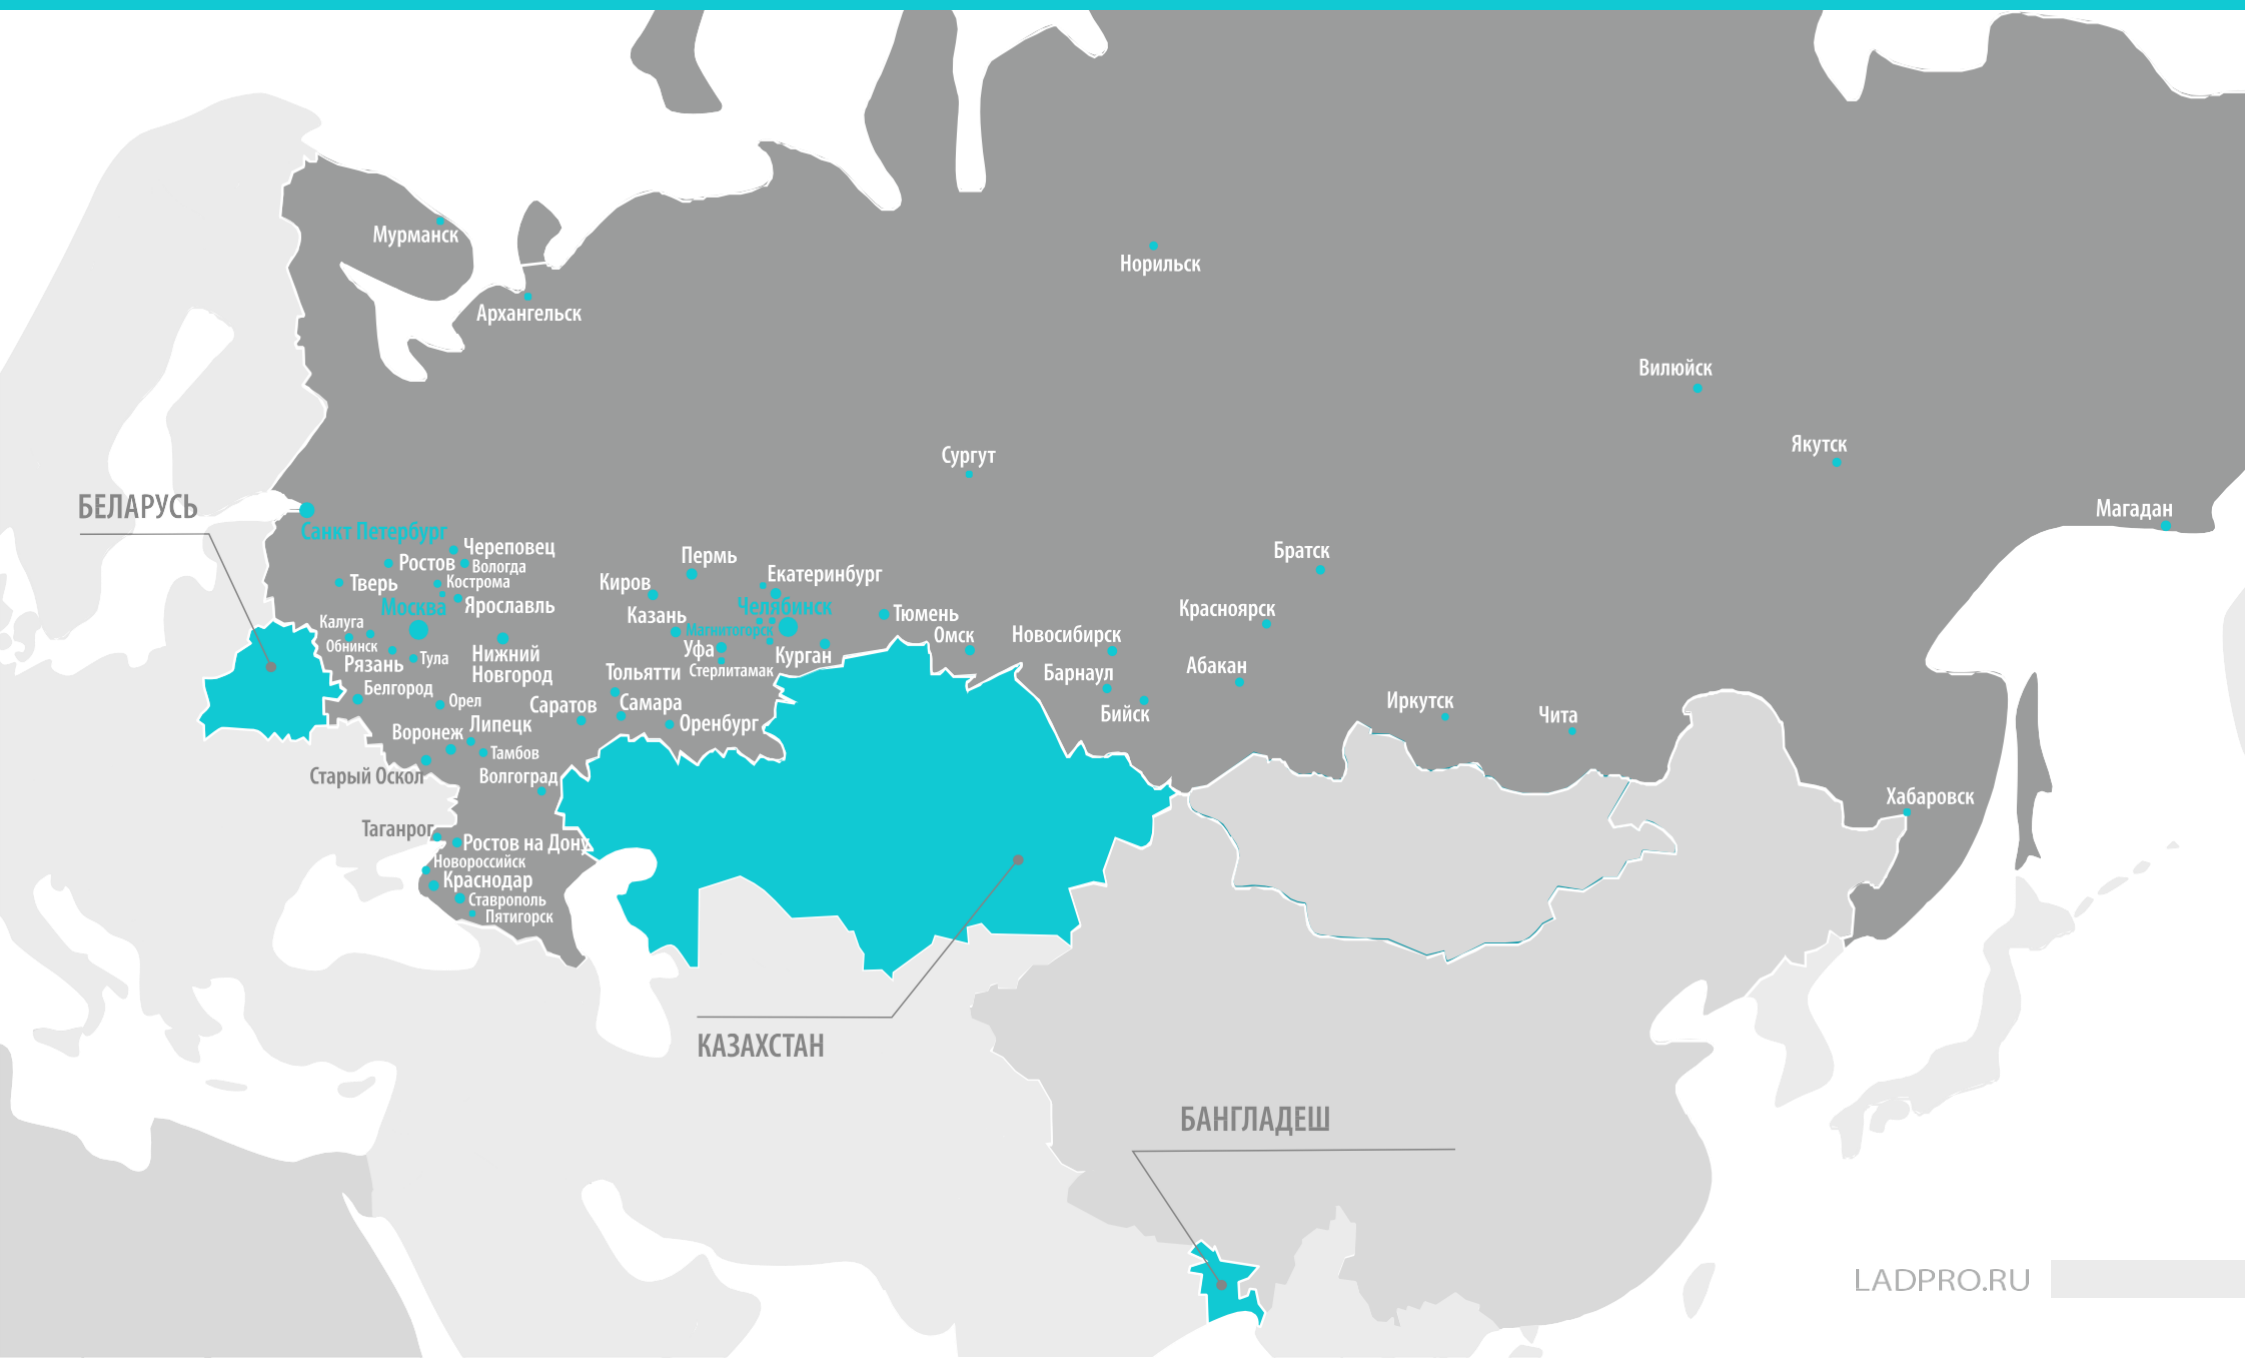 Мурманск
Норильск
Архангельск
Вилюйск
Якутск
Сургут
БЕЛАРУСЬ
Магадан
Санкт Петербург
Череповец
Ростов
Вологда
Тверь
Кострома
Москва
Ярославль
Пермь
Киров
Екатеринбург
Братск
Казань
Челябинск
Тюмень
Красноярск
Калуга
Магнитогорск
Омск
Новосибирск
Обнинск
Рязань
Тула
Нижний
Новгород
Уфа
Курган
Стерлитамак
Тольятти
Барнаул
Абакан
Белгород
Орел
Саратов
Самара
Бийск
Иркутск
Чита
Воронеж
Липецк
Оренбург
Тамбов
Старый Оскол
Волгоград
Хабаровск
Таганрог
Ростов на Дону
Новороссийск
Краснодар
Ставрополь
Пятигорск
КАЗАХСТАН
БАНГЛАДЕШ
LADPRO.RU